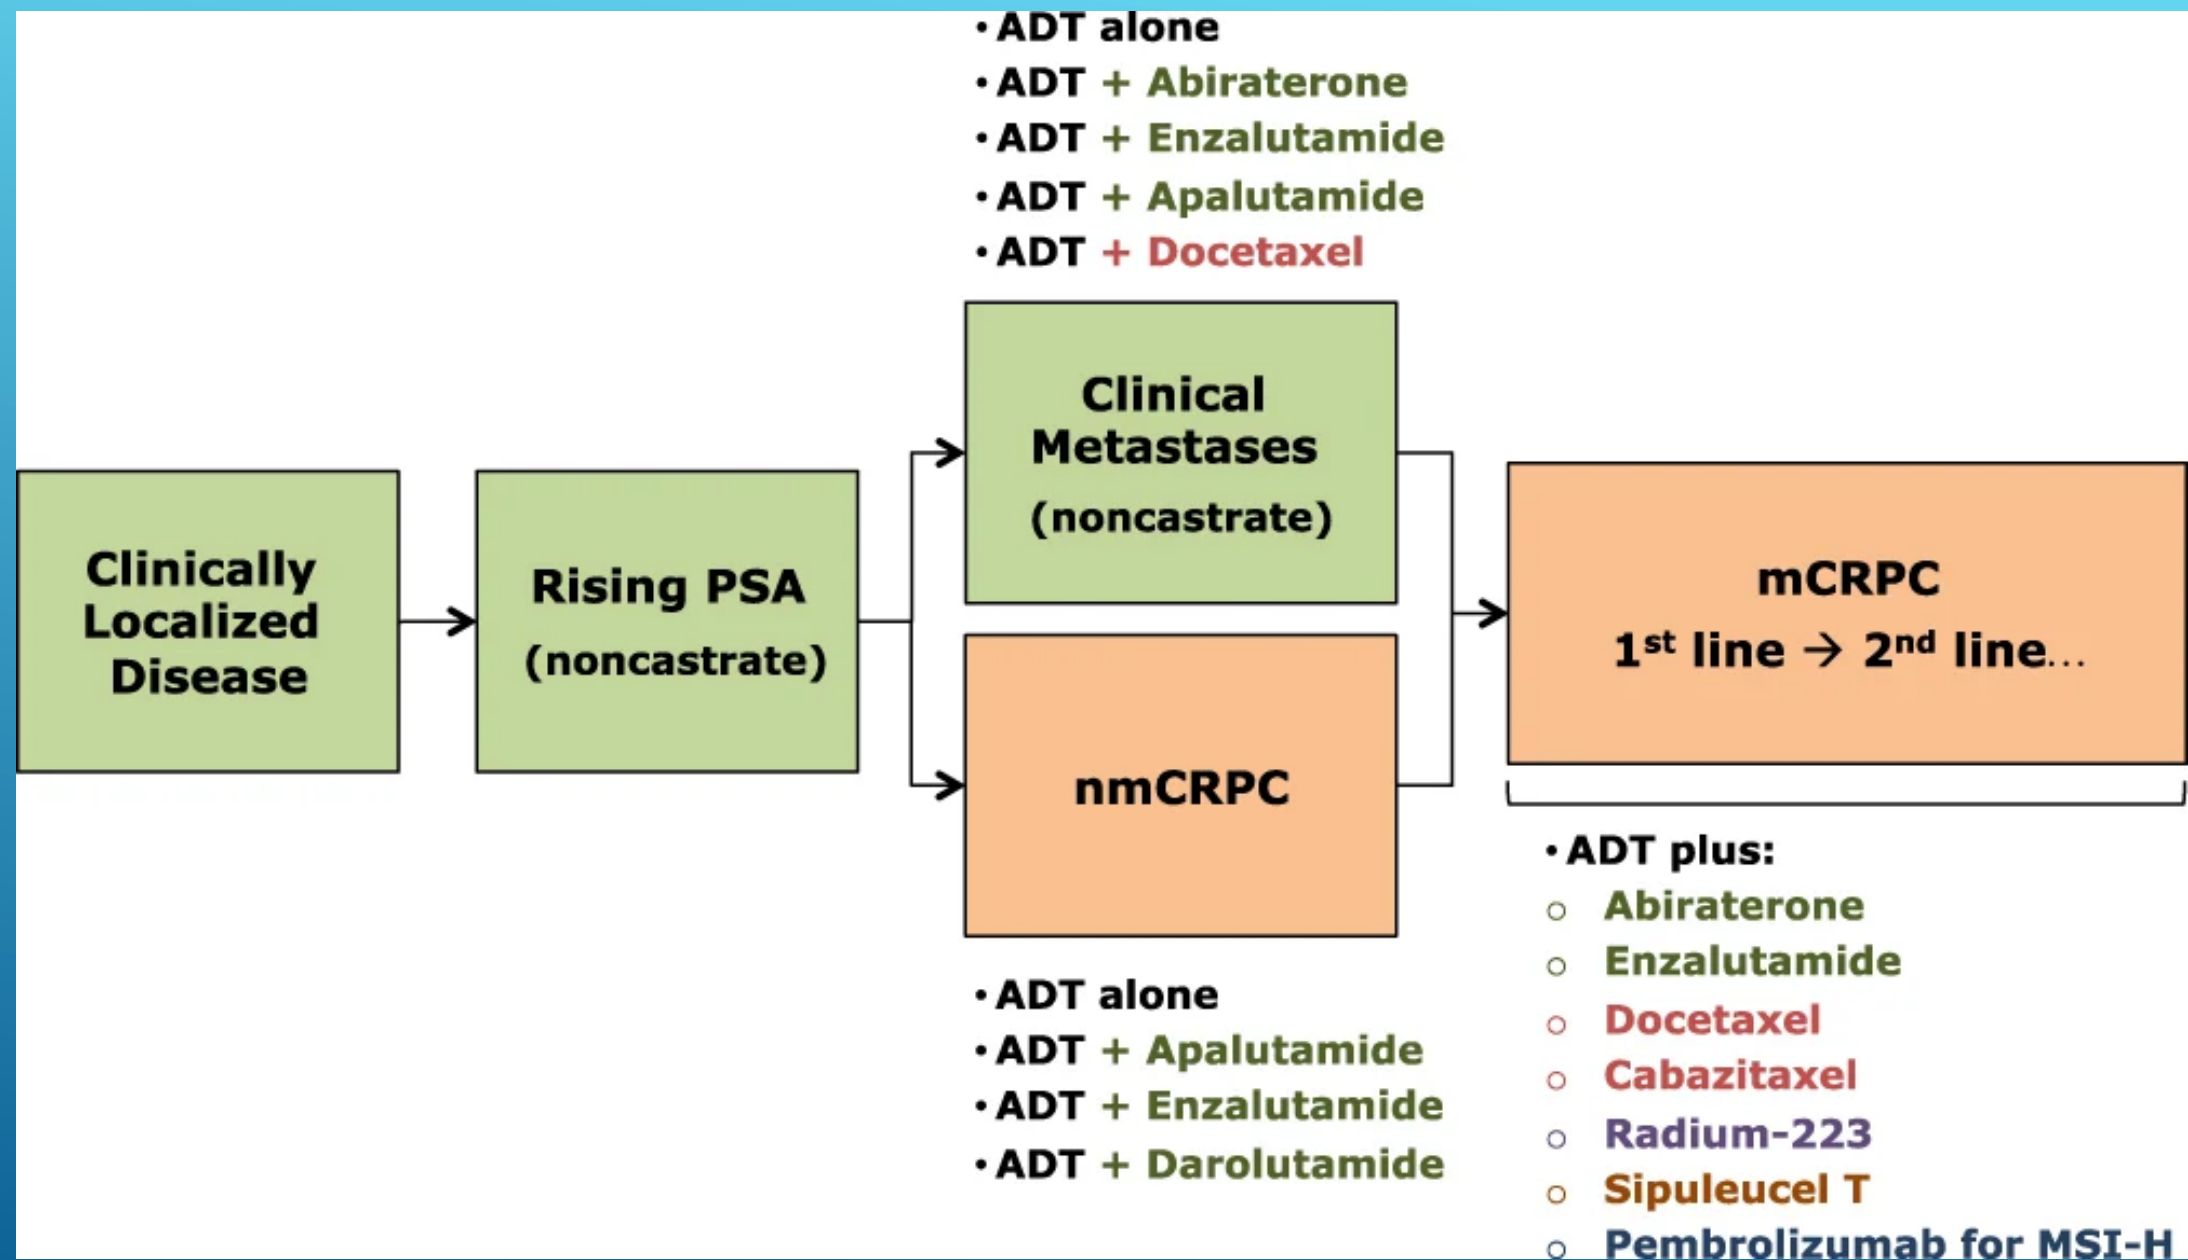 • ADT alone
• ADT + Abiraterone
• ADT + Enzalutamide
• ADT + Apalutamide
• ADT + Docetaxel
Clinically
Localized
Disease
Rising PSA
(noncastrate)
Clinical
Metastases
(noncastrate)
nmCRPC
mCRPC
1st line → 2nd line...
• ADT alone
• ADT + Apalutamide
• ADT + Enzalutamide
• ADT + Darolutamide
• ADT plus:
○ Abiraterone
○ Enzalutamide
○ Docetaxel
○ Cabazitaxel
○ Radium-223
○ Sipuleucel T
○ Pembrolizumab for MSI-H